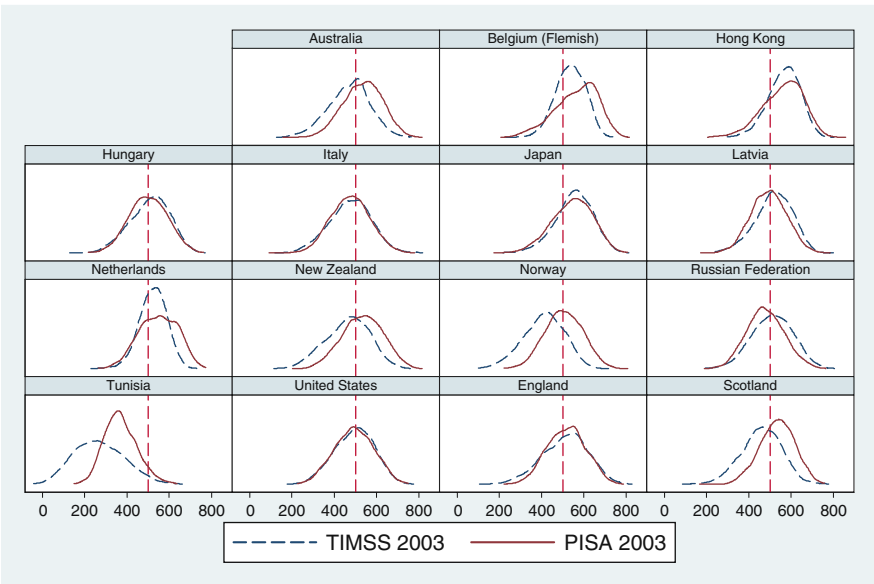 Australia Belgium (Flemish) Hong Kong
Hungary Italy Japan Latvia
Netherlands New Zealand Norway Russian Federation
Tunisia United States England Scotland
0 200 400 600 800 0 200 400 600 800 0 200 400 600 800 0 200 400 600 800
TIMSS 2003 PISA 2003